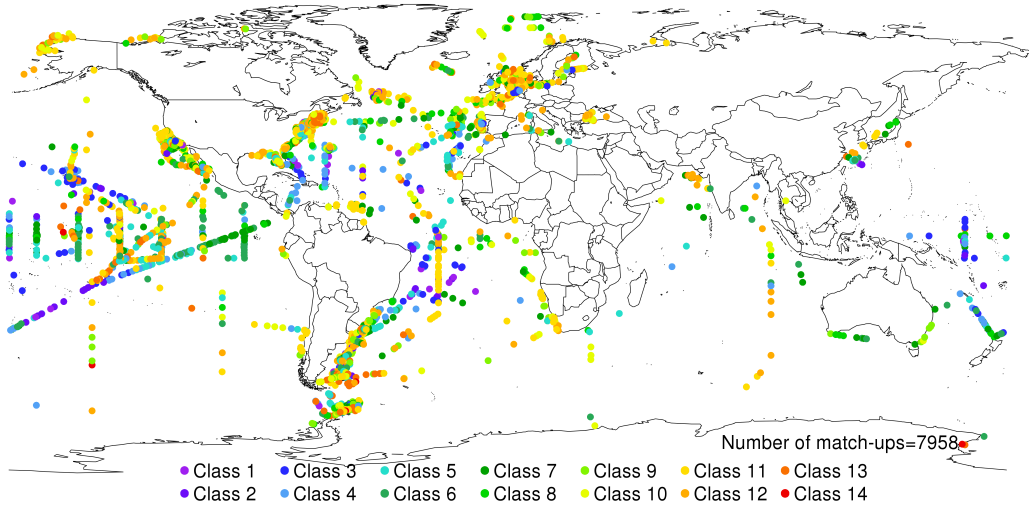 Number of match-ups=7958
Class 1 Class 3 Class 5 Class 7 Class 9 Class 11 Class 13
Class 2 Class 4 Class 6 Class 8 Class 10 Class 12 Class 14